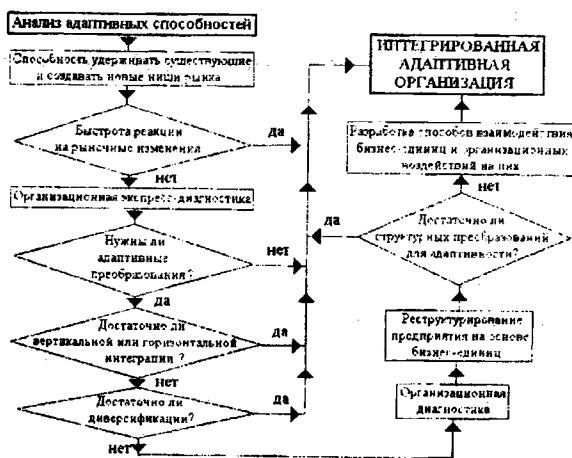 Анализ адаптивных способностей
Способность удерживать существующие
и создавать новые ниши рынка
Быстрота реакции
на рыночные изменения
да
нет
Организационная экспресс-диагностика
Нужны ли
адаптивные
преобразования?
нет
да
Достаточно ли
вертикальной или горизонтальной
интеграции ?
да
нет
Достаточно ли
диверсификации?
да
нет
ИНТЕГРИРОВАННАЯ
АДАПТИВНАЯ
ОРГАНИЗАЦИЯ
Разработка способов взаимодействия
бизнес-единиц и организационных
воздействий на них
нет
да
Достаточно ли
структурных преобразований
для адаптивности?
Реструктурирование
предприятия на основе
бизнес-единиц
Организационная
диагностика